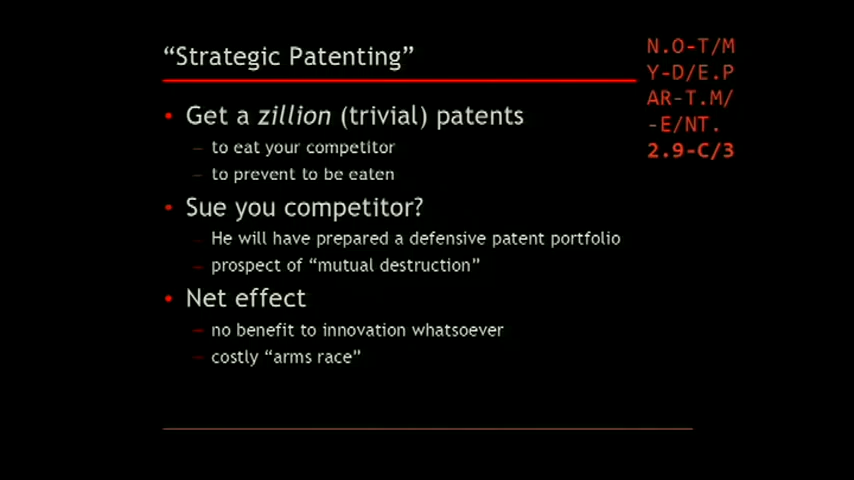 “Strategic Patenting”
N.O-T/M
Y-D/E.P
AR-T.M/
-E/NT.
2.9-C/3
• Get a zillion (trivial) patents
– to eat your competitor
– to prevent to be eaten
• Sue you competitor?
– He will have prepared a defensive patent portfolio
– prospect of “mutual destruction”
• Net effect
– no benefit to innovation whatsoever
– costly “arms race”